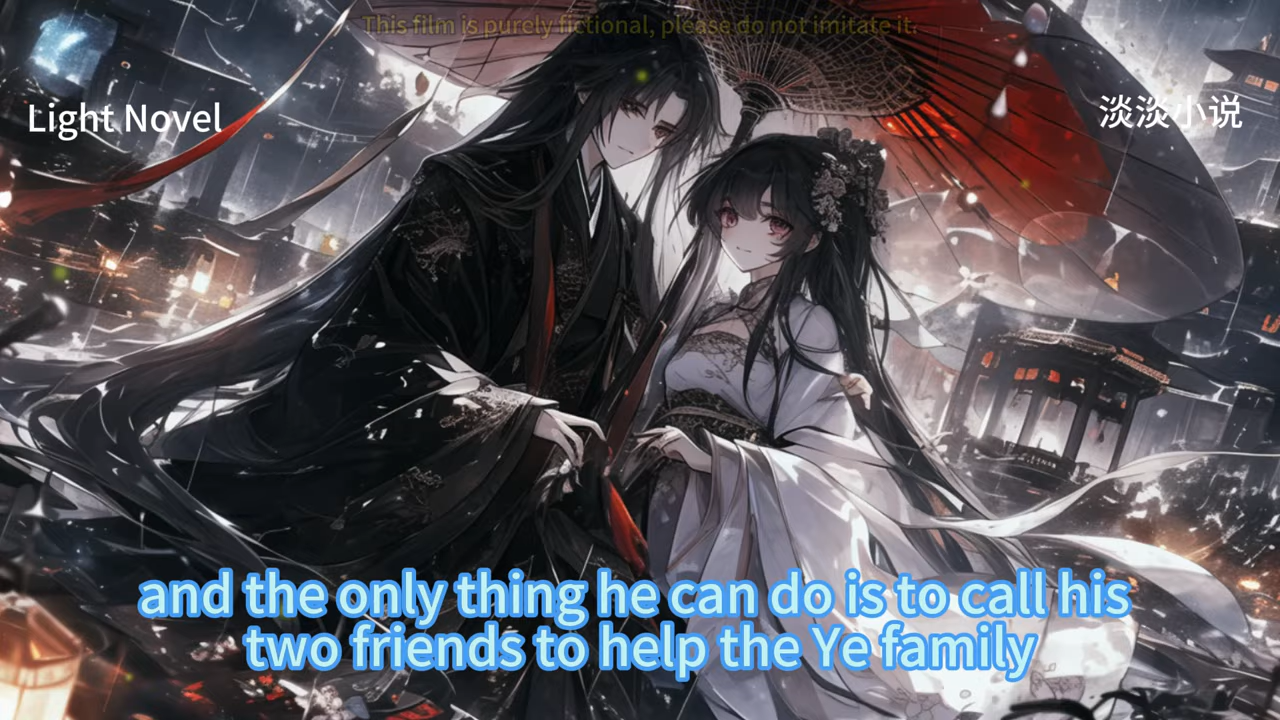 This film is purely fictional, please do not imitate it.
Light Novel
淡淡小说
and the only thing he can do is to call his
two friends to help the Ye family